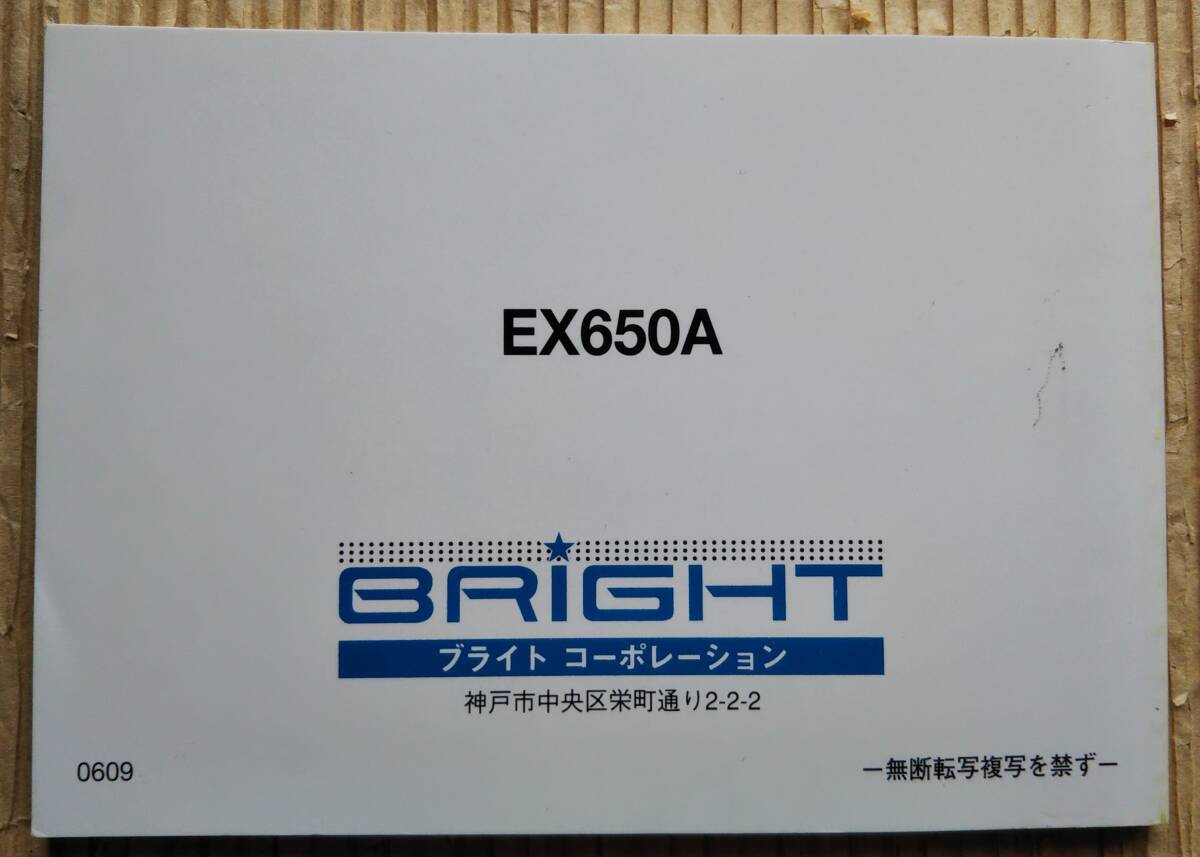 EX650A
BRIGHT
ブライト コーポレーション
神戸市中央区栄町通り2-2-2
0609
ー無断転写複写を禁ずー